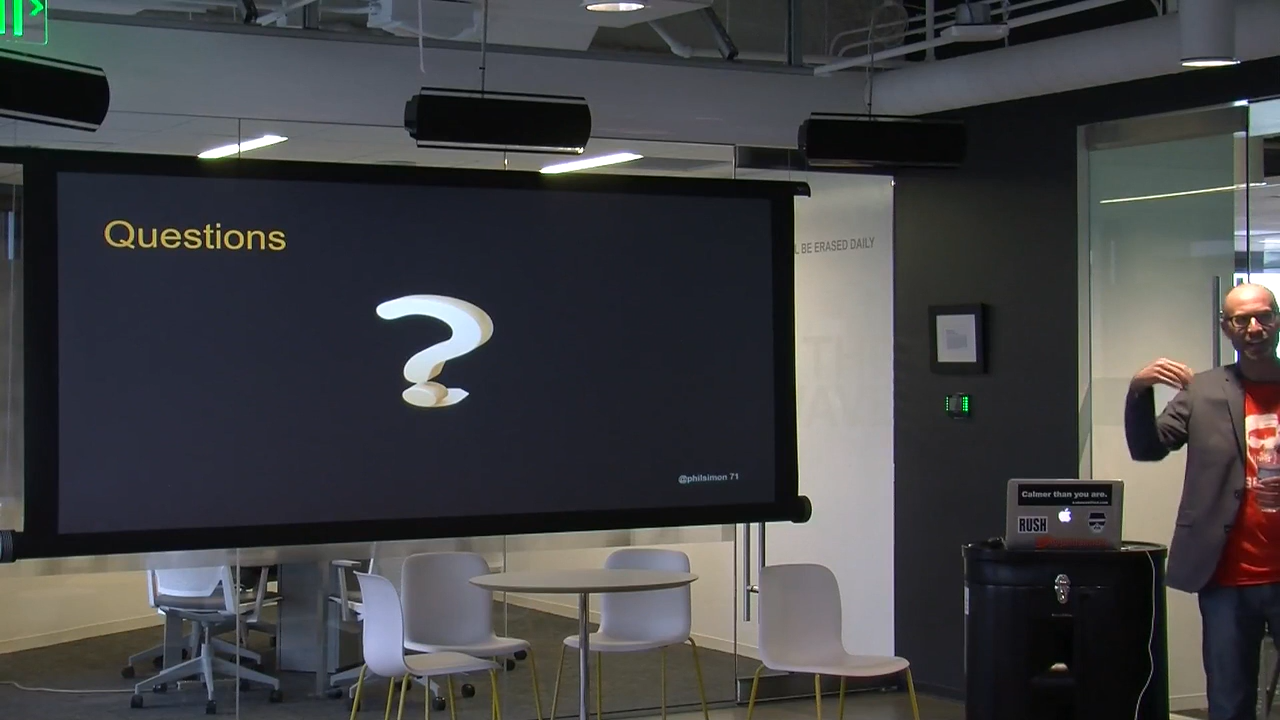 Questions
?
@philsimon 71
L BE ERASED DAILY
Calmer than you are.
RUSH